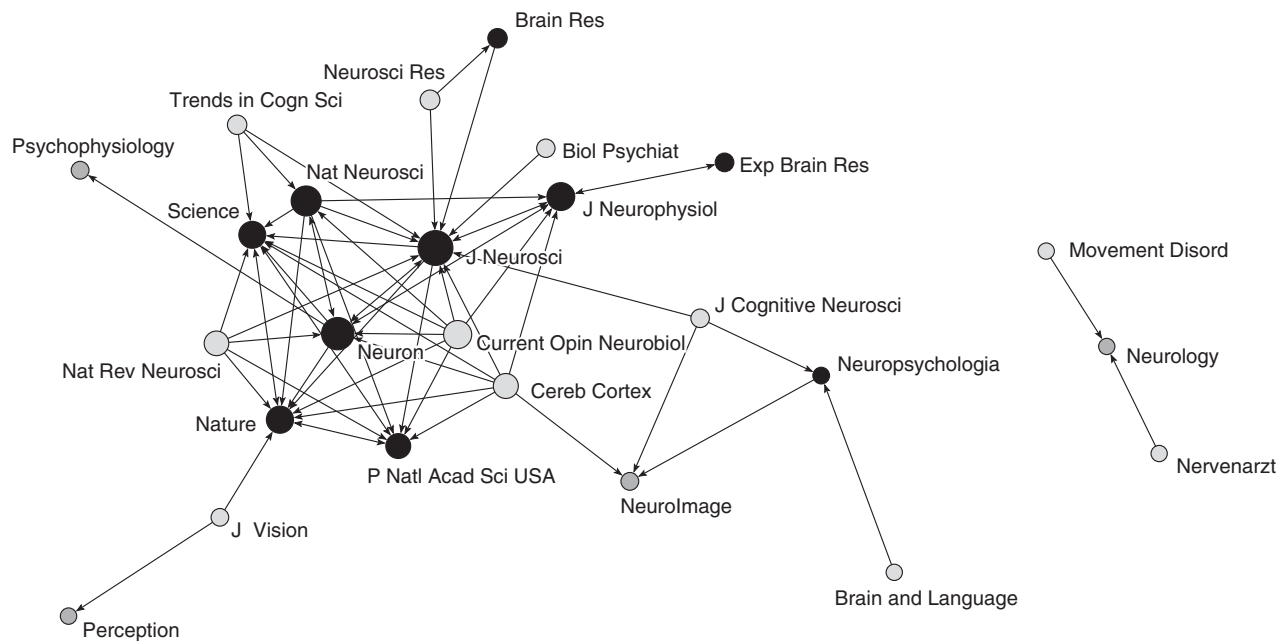 Brain Res
Neurosci Res
Trends in Cogn Sci
Psychophysiology
Biol Psychiat
Exp Brain Res
Nat Neurosci
Science
J Neurophysiol
J Neurosci
Movement Disord
J Cognitive Neurosci
Neuron
Current Opin Neurobiol
Neurology
Nat Rev Neurosci
Neuropsychologia
Cereb Cortex
Nature
P Natl Acad Sci USA
Nervenarzt
NeuroImage
J Vision
Brain and Language
Perception